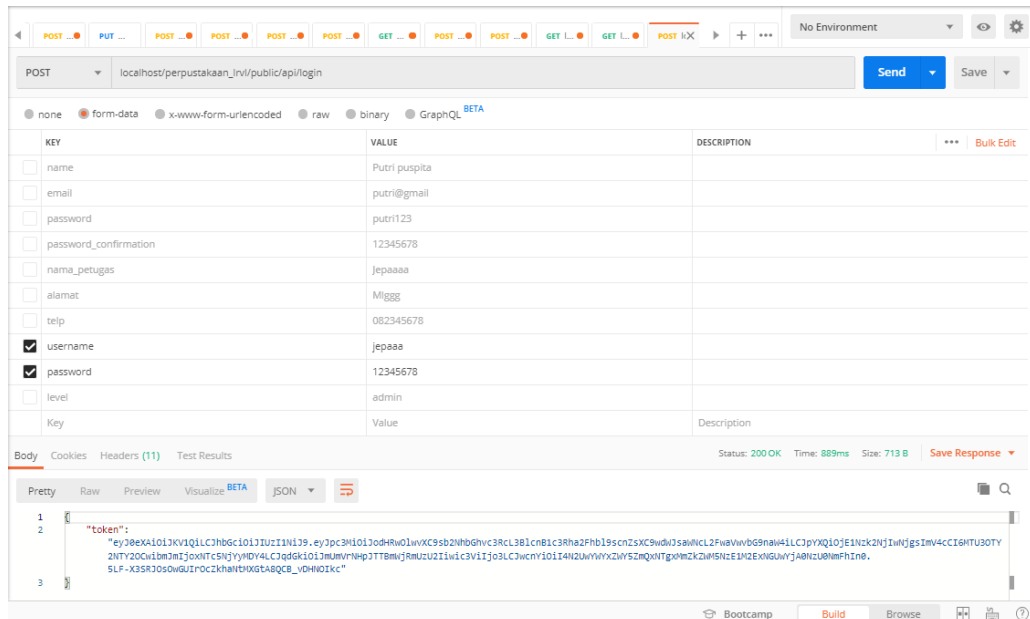 POST ... PUT ... POST ... POST ... POST ... POST ... GET ... POST ... POST ... GET l... GET l... POST l No Environment
POST localhost/perpustakaan_lrvl/public/api/login Send Save
none form-data x-www-form-urlencoded raw binary GraphQL BETA
KEY VALUE DESCRIPTION Bulk Edit
name Putri puspita
email putri@gmail
password putri123
password_confirmation 12345678
nama_petugas Jepaaaa
alamat Mlggg
telp 082345678
username jepaaa
password 12345678
level admin
Key Value Description
Body Cookies Headers (11) Test Results Status: 200 OK Time: 889ms Size: 713 B Save Response
Pretty Raw Preview Visualize BETA JSON
1 {
2 "token":
3 }
Bootcamp Build Browse